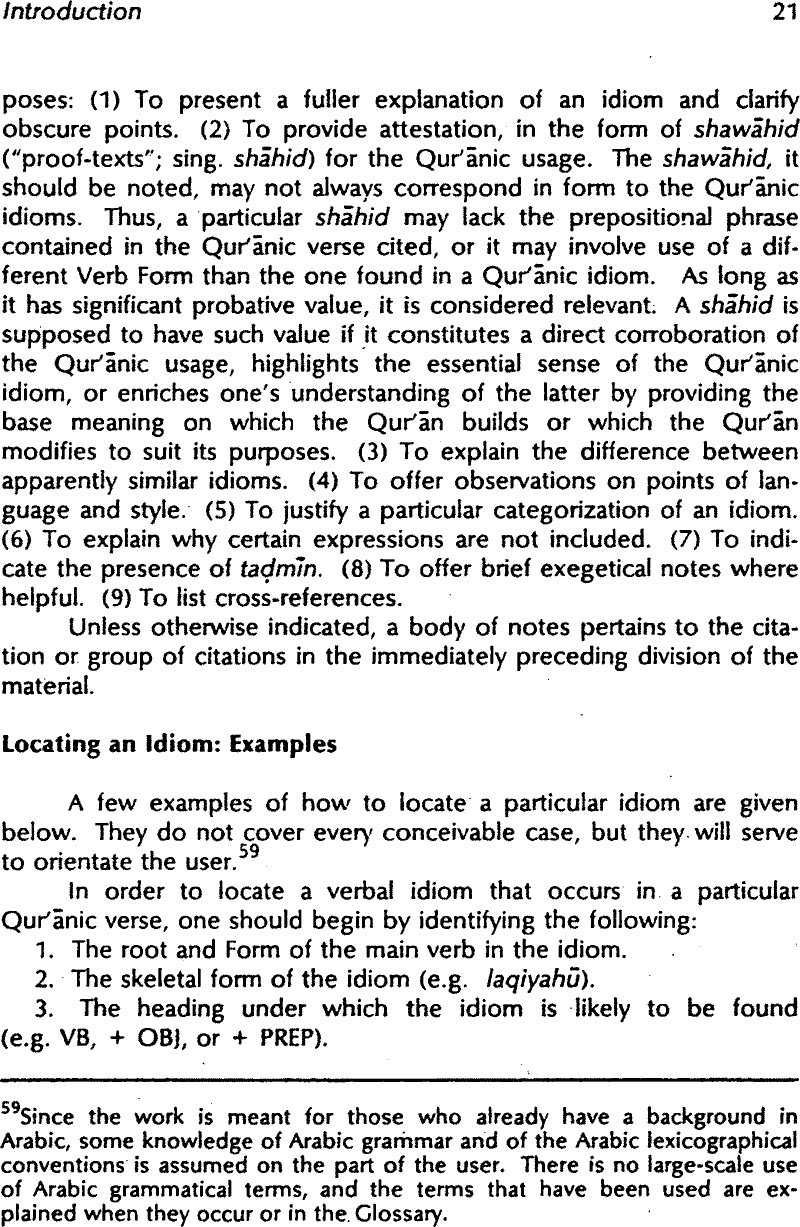 Introduction 21
poses: (1) To present a fuller explanation of an idiom and clarify
obscure points. (2) To provide attestation, in the form of shawāhid
("proof-texts"; sing. shāhid) for the Qur'ānic usage. The shawāhid, it
should be noted, may not always correspond in form to the Qur'ānic
idioms. Thus, a particular shāhid may lack the prepositional phrase
contained in the Qur'ānic verse cited, or it may involve use of a dif-
ferent Verb Form than the one found in a Qur'ānic idiom. As long as
it has significant probative value, it is considered relevant. A shāhid is
supposed to have such value if it constitutes a direct corroboration of
the Qur'ānic usage, highlights the essential sense of the Qur'ānic
idiom, or enriches one's understanding of the latter by providing the
base meaning on which the Qur'ān builds or which the Qur'ān
modifies to suit its purposes. (3) To explain the difference between
apparently similar idioms. (4) To offer observations on points of lan-
guage and style. (5) To justify a particular categorization of an idiom.
(6) To explain why certain expressions are not included. (7) To indi-
cate the presence of taḍmīn. (8) To offer brief exegetical notes where
helpful. (9) To list cross-references.
Unless otherwise indicated, a body of notes pertains to the cita-
tion or group of citations in the immediately preceding division of the
material.
Locating an Idiom: Examples
A few examples of how to locate a particular idiom are given
below. They do not cover every conceivable case, but they will serve
to orientate the user.59
In order to locate a verbal idiom that occurs in a particular
Qur'ānic verse, one should begin by identifying the following:
1. The root and Form of the main verb in the idiom.
2. The skeletal form of the idiom (e.g. laqiyahū).
3. The heading under which the idiom is likely to be found
(e.g. VB, + OBJ, or + PREP).
59Since the work is meant for those who already have a background in
Arabic, some knowledge of Arabic grammar and of the Arabic lexicographical
conventions is assumed on the part of the user. There is no large-scale use
of Arabic grammatical terms, and the terms that have been used are ex-
plained when they occur or in the Glossary.